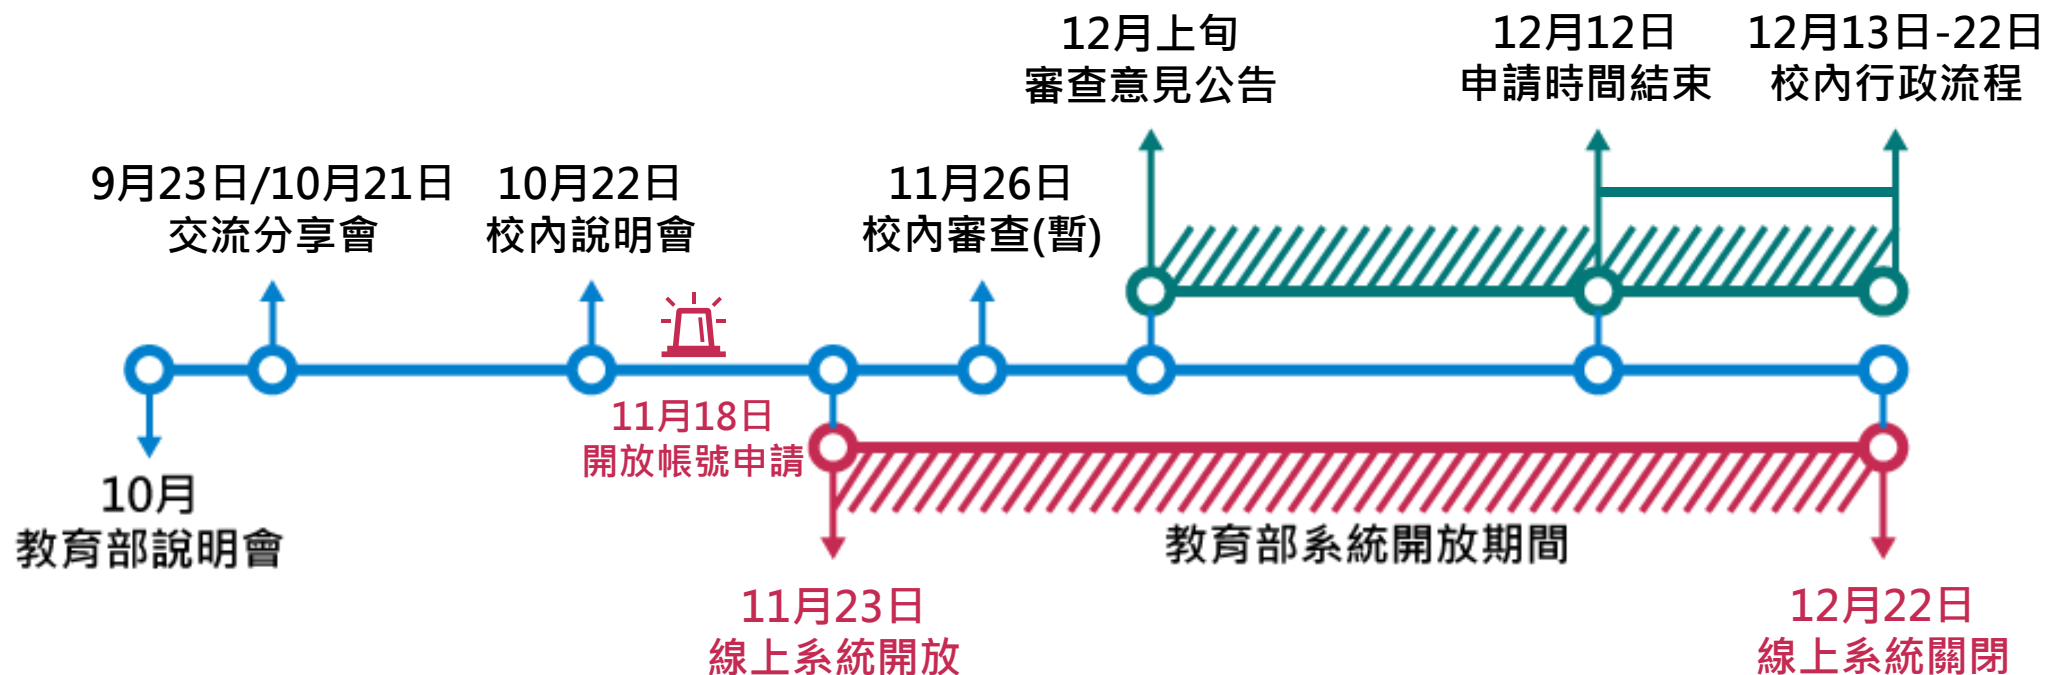 12月上旬
審查意見公告
12月12日
申請時間結束
12月13日-22日
校內行政流程
9月23日/10月21日
交流分享會
10月22日
校內說明會
11月26日
校內審查(暫)
11月18日
開放帳號申請
10月
教育部說明會
教育部系統開放期間
11月23日
線上系統開放
12月22日
線上系統關閉